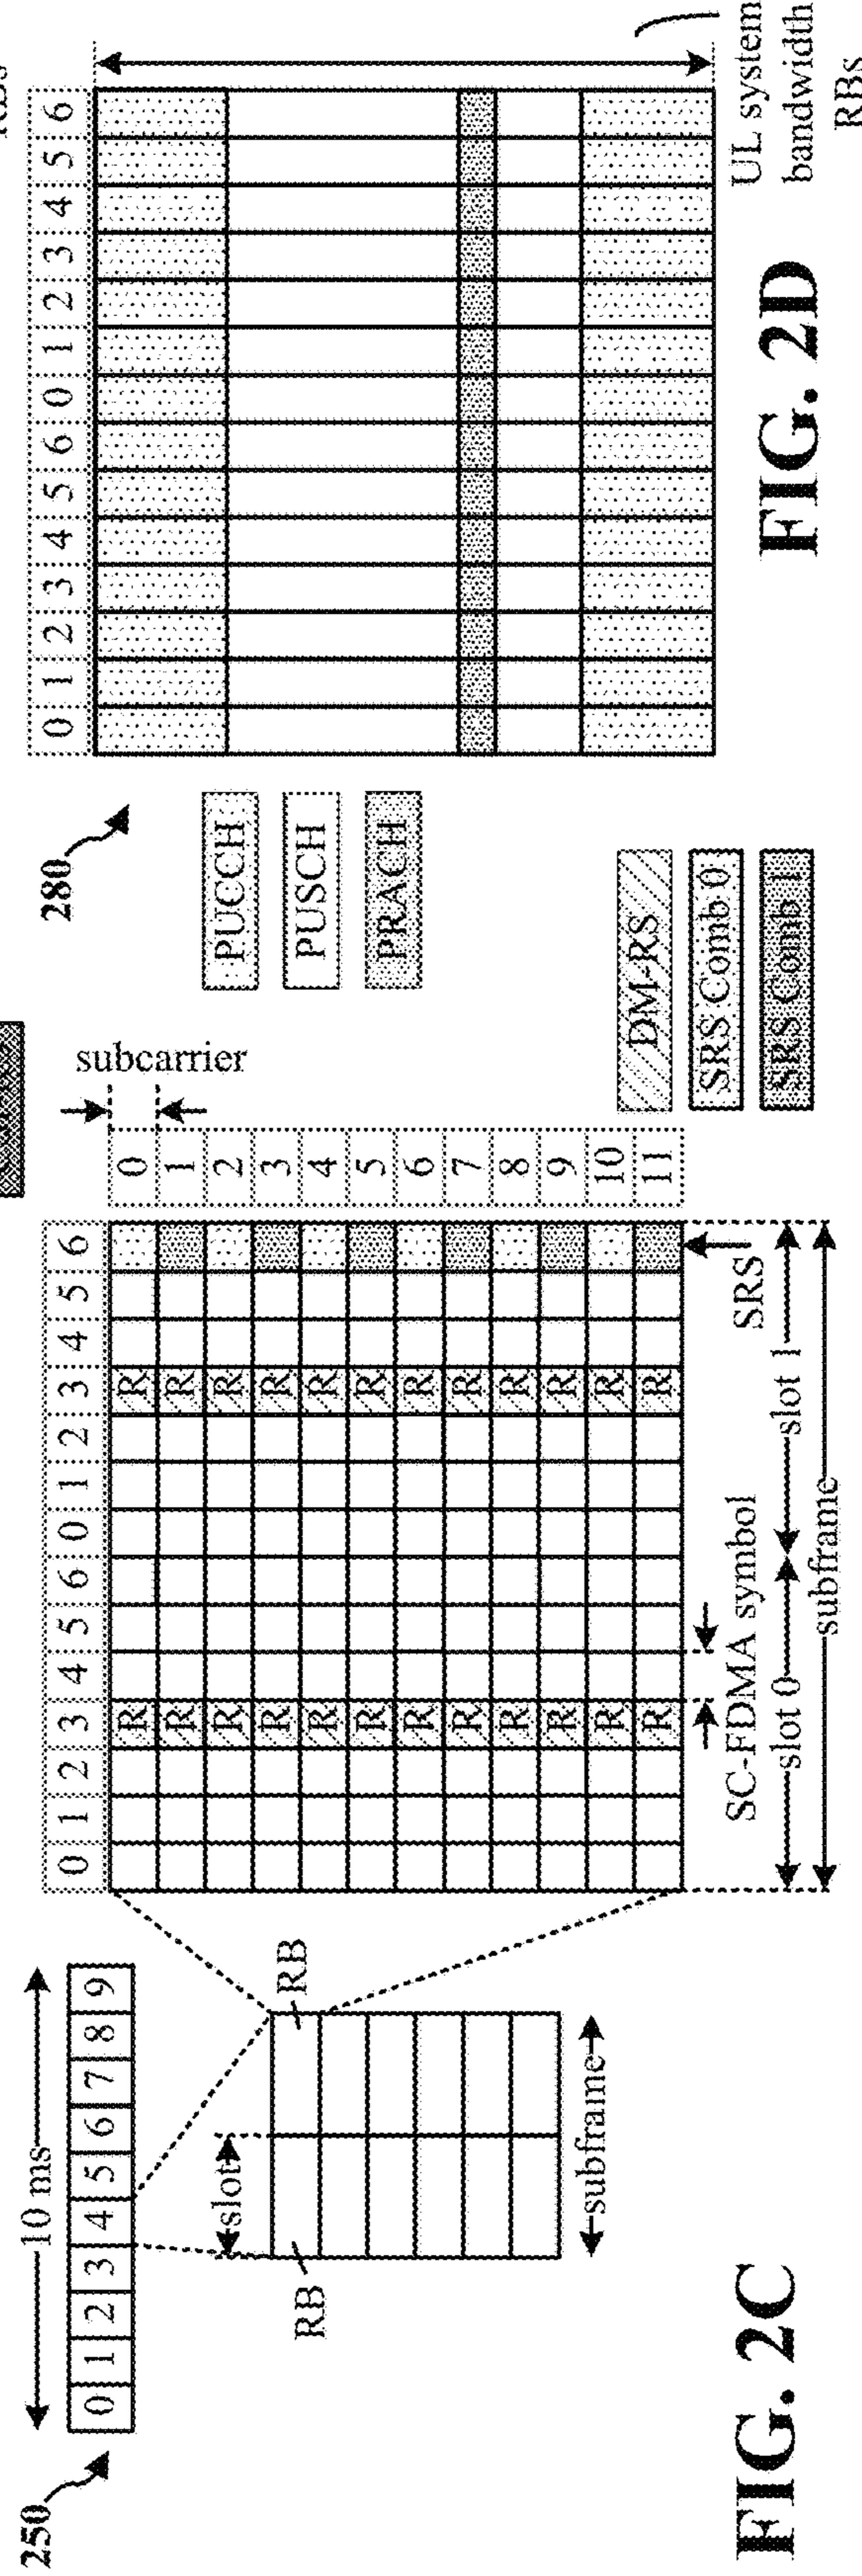 250
10 ms
0 1 2 3 4 5 6 7 8 9
slot
RB
RB
subframe
FIG. 2C
0 1 2 3 4 5 6 0 1 2 3 4 5 6
subcarrier
R R 0
R R 1
R R 2
R R 3
R R 4
R R 5
R R 6
R R 7
R R 8
R R 9
R R 10
R R 11
SC-FDMA symbol
SRS
slot 0
slot 1
subframe
DM-RS
SRS Comb 0
SRS Comb 1
280
PUCCH
PUSCH
PRACH
0 1 2 3 4 5 6 0 1 2 3 4 5 6
UL system
bandwidth
RBs
FIG. 2D